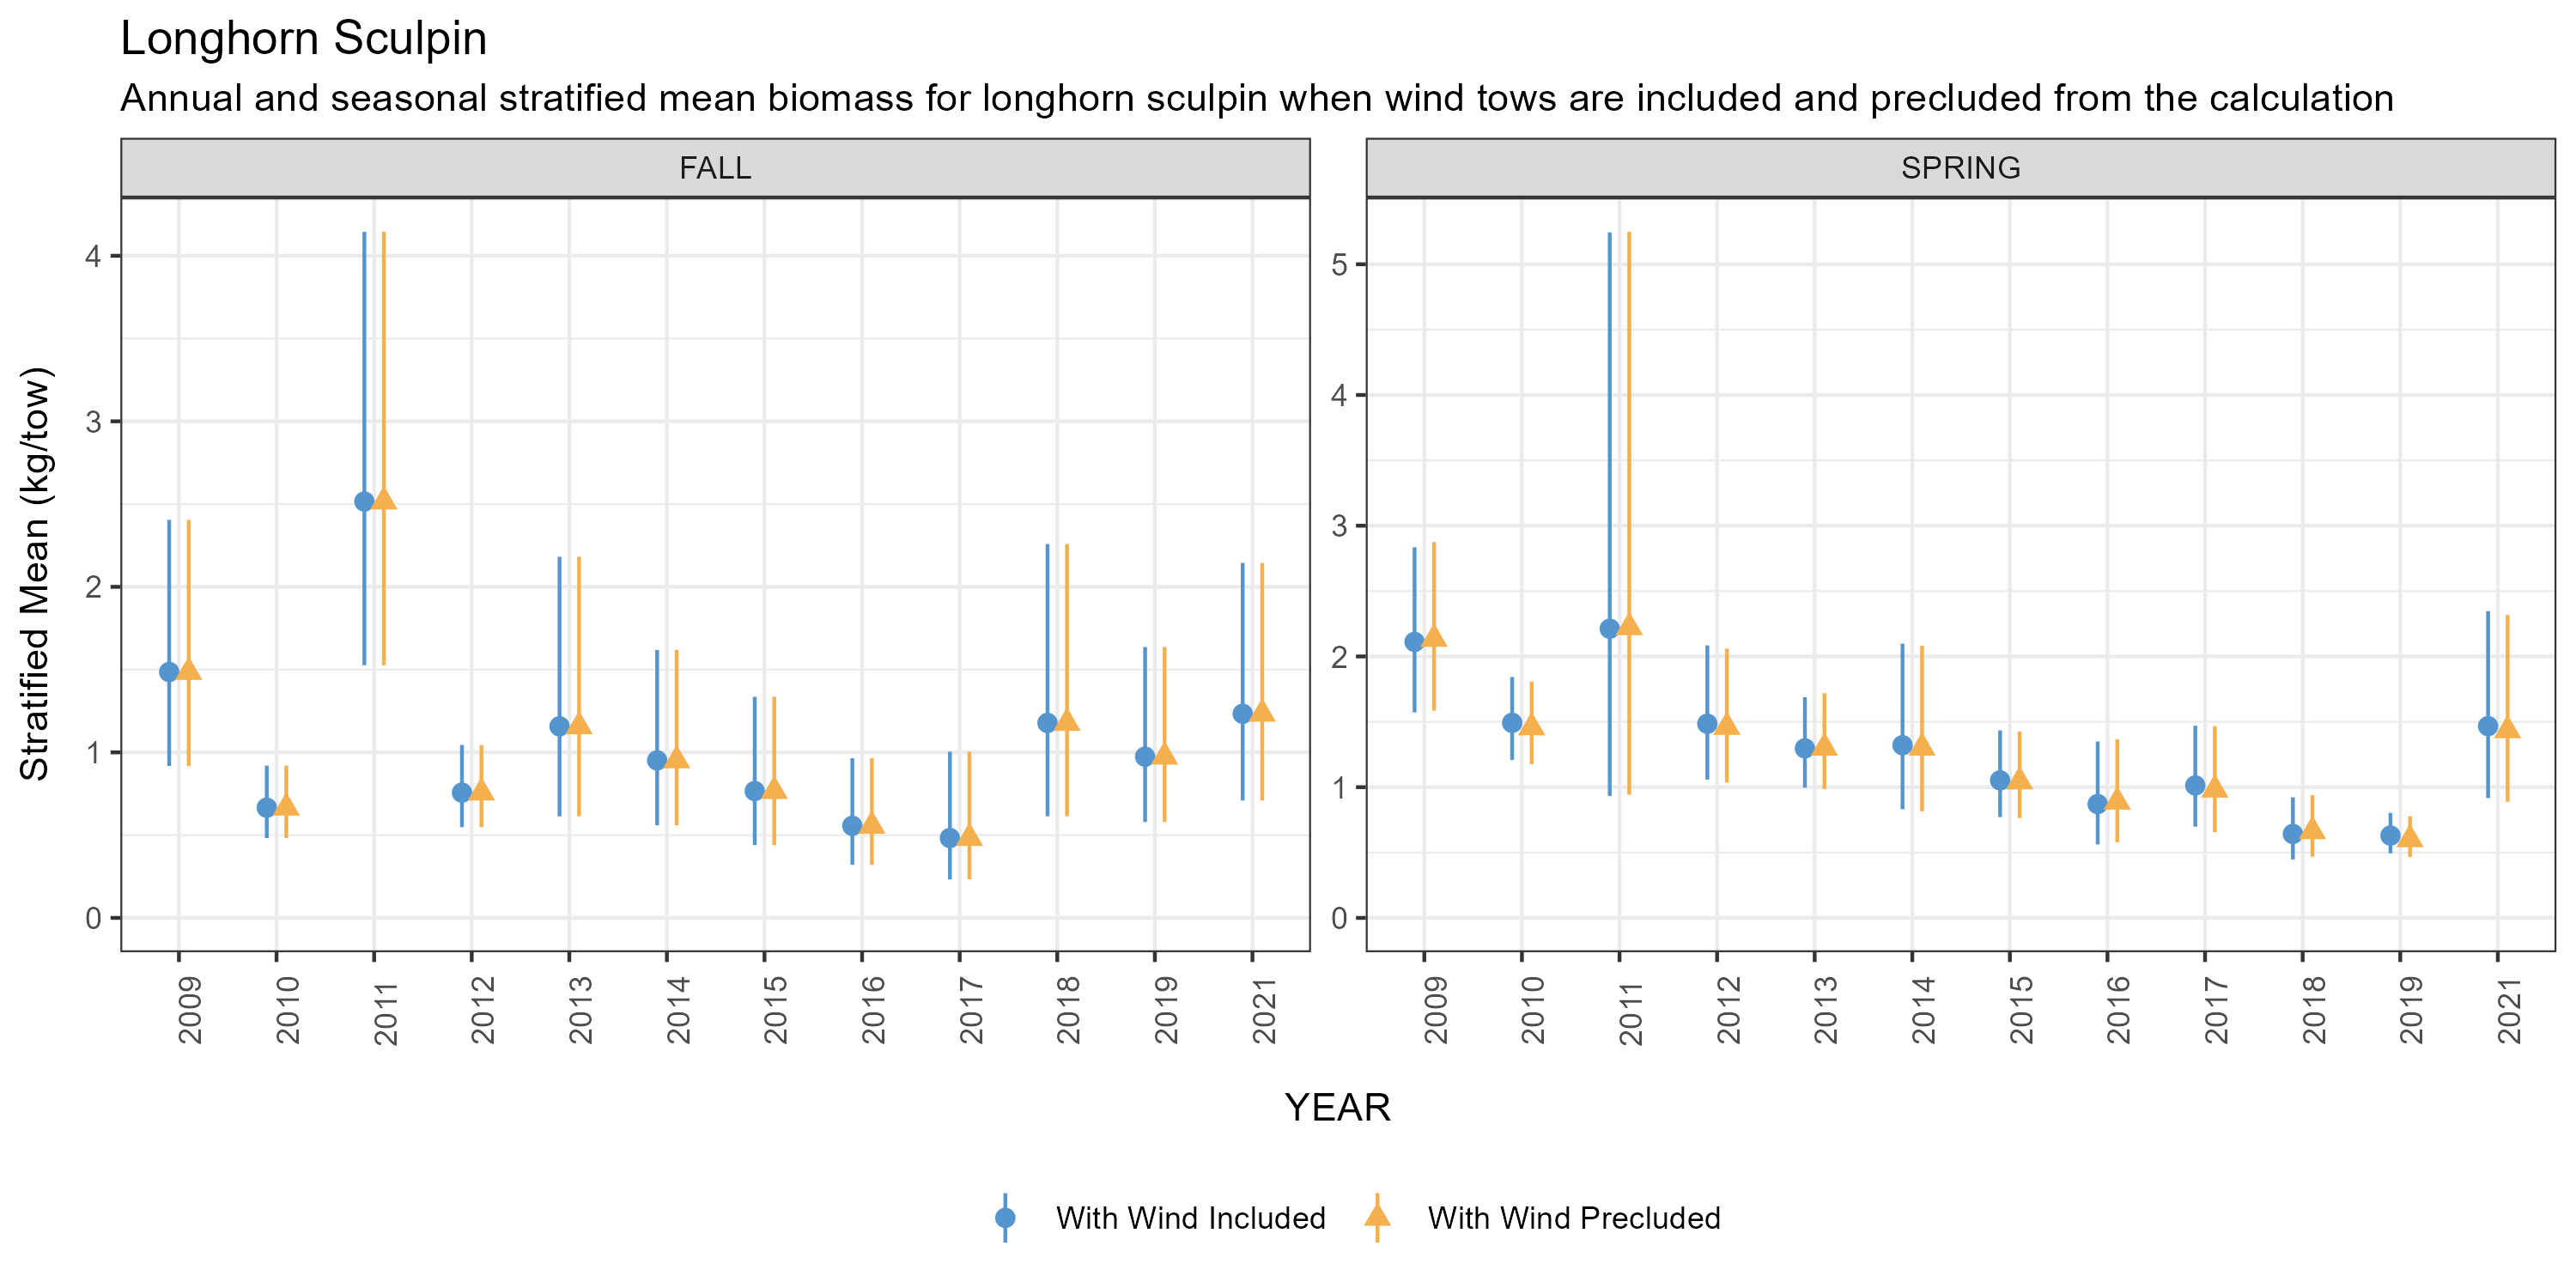 Longhorn Sculpin
Annual and seasonal stratified mean biomass for longhorn sculpin when wind tows are included and precluded from the calculation
FALL
SPRING
Stratified Mean (kg/tow)
4
3
2
1
0
5
4
3
2
1
0
2009 2010 2011 2012 2013 2014 2015 2016 2017 2018 2019 2021
2009 2010 2011 2012 2013 2014 2015 2016 2017 2018 2019 2021
YEAR
With Wind Included
With Wind Precluded